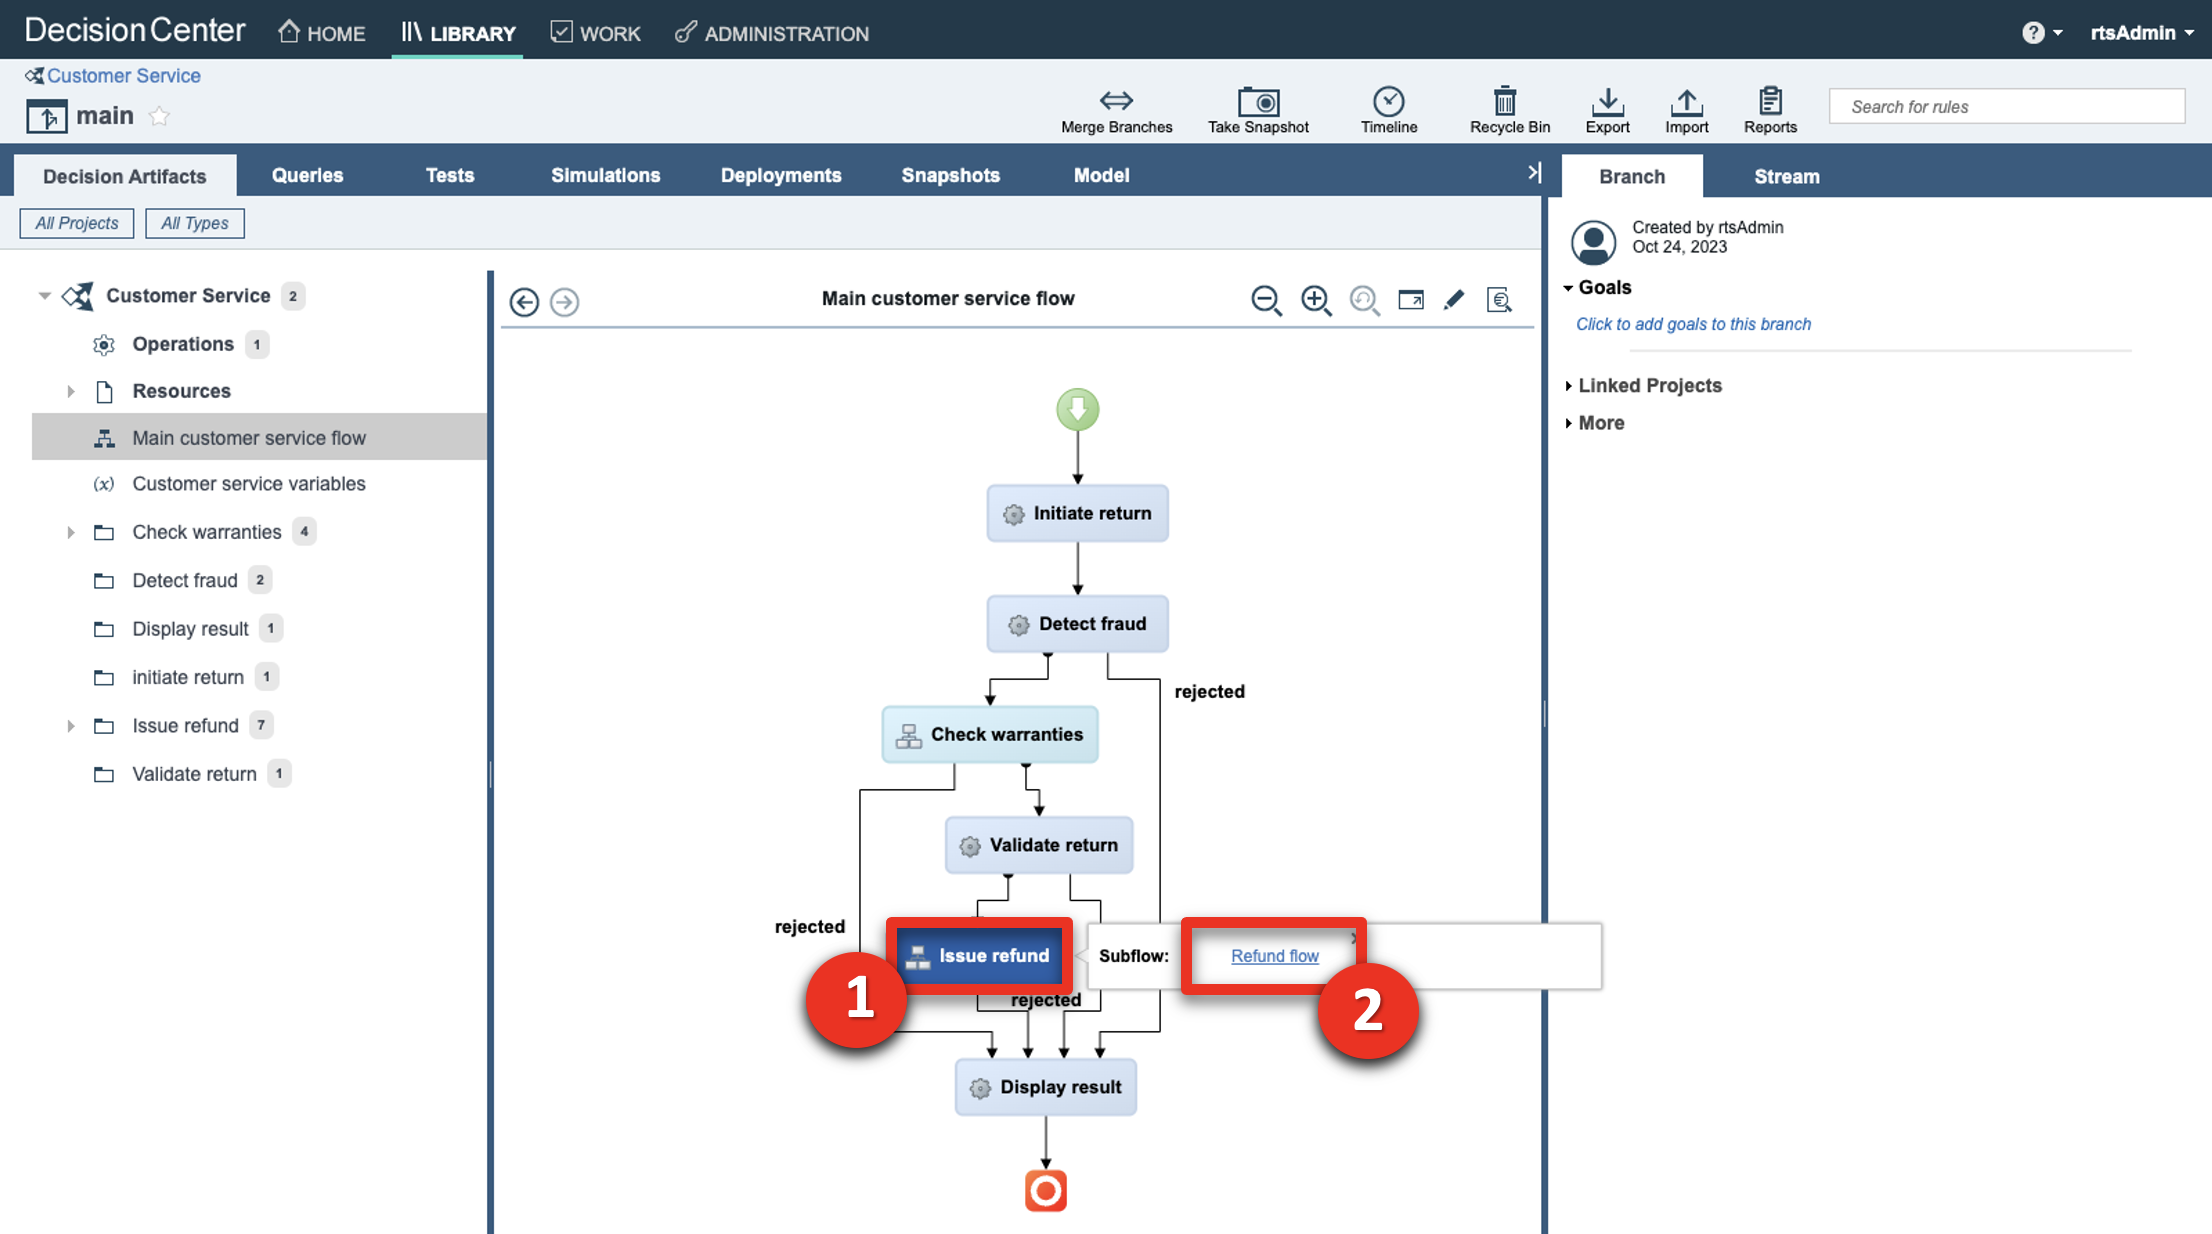 Decision Center
HOME
LIBRARY
WORK
ADMINISTRATION
?
rtsAdmin
Customer Service
main
Merge Branches
Take Snapshot
Timeline
Recycle Bin
Export
Import
Reports
Search for rules
Decision Artifacts
Queries
Tests
Simulations
Deployments
Snapshots
Model
Branch
Stream
All Projects
All Types
Created by rtsAdmin
Oct 24, 2023
Goals
Click to add goals to this branch
Linked Projects
More
Customer Service 2
Operations 1
Resources
Main customer service flow
(x) Customer service variables
Check warranties 4
Detect fraud 2
Display result 1
initiate return 1
Issue refund 7
Validate return 1
Main customer service flow
Initiate return
Detect fraud
rejected
Check warranties
Validate return
rejected
Issue refund
Subflow:
Refund flow
1
rejected
2
Display result